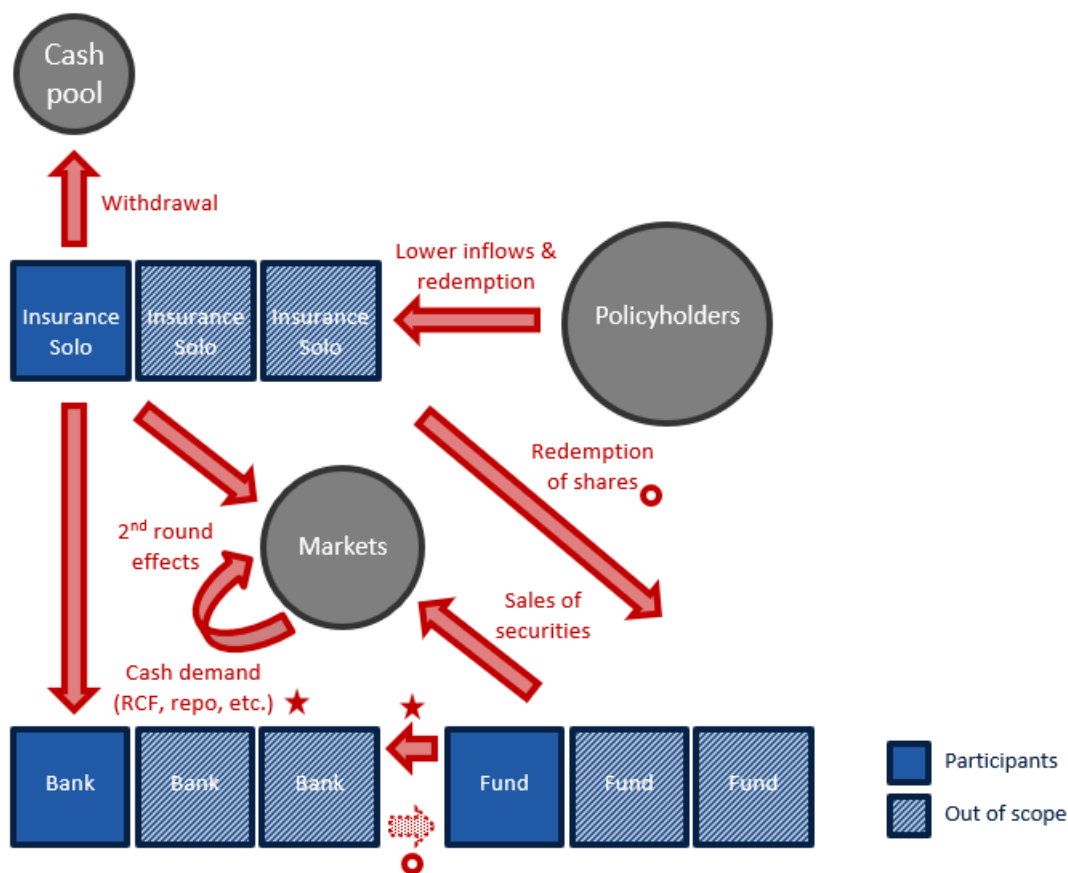 Cash
pool
Withdrawal
Lower inflows &
redemption
Policyholders
Insurance
Solo
Insurance
Solo
Insurance
Solo
Redemption
of shares
2nd round
effects
Markets
Sales of
securities
Cash demand
(RCF, repo, etc.)
Bank
Bank
Bank
Fund
Fund
Fund
Participants
Out of scope